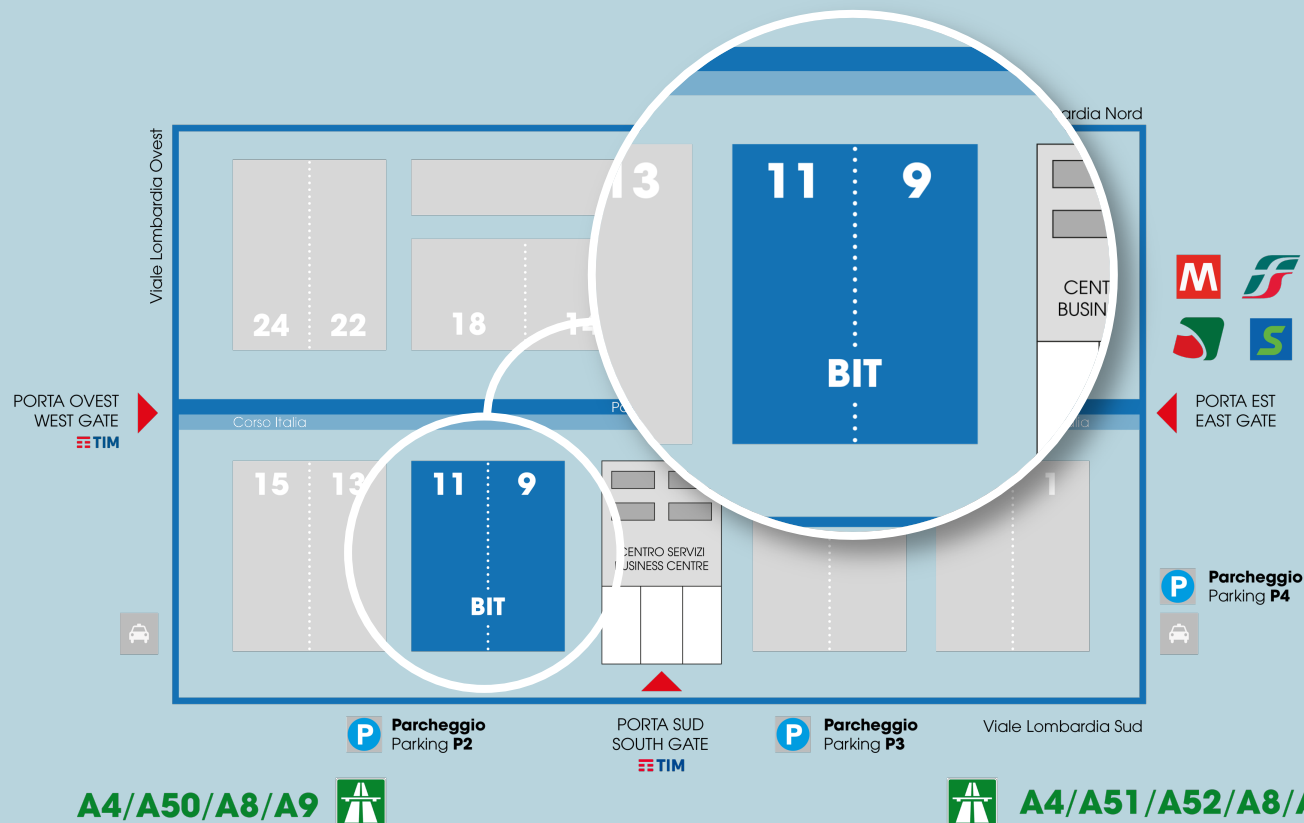 ardia Nord
Viale Lombardia Ovest
13
11
9
24
22
18
14
CENT
BUSIN
BIT
M
S
PORTA OVEST
WEST GATE
TIM
Corso Italia
PORTA EST
EAST GATE
15
13
11
9
1
CENTRO SERVIZI
BUSINESS CENTRE
BIT
P
Parcheggio
Parking P4
P
Parcheggio
Parking P2
PORTA SUD
SOUTH GATE
TIM
P
Parcheggio
Parking P3
Viale Lombardia Sud
A4/A50/A8/A9
A4/A51/A52/A8/